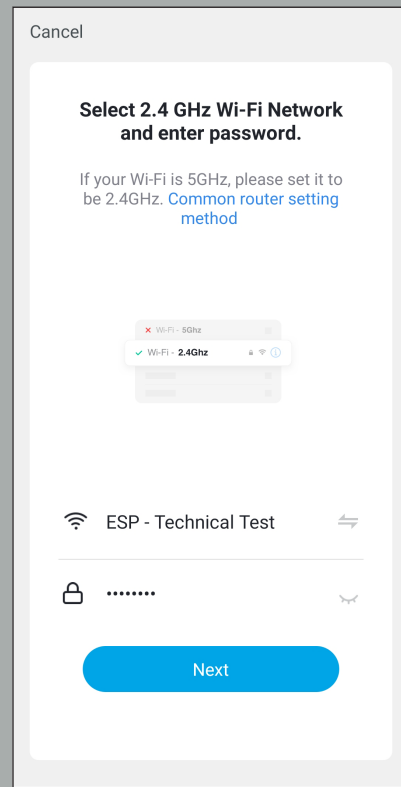 Cancel
Select 2.4 GHz Wi-Fi Network
and enter password.
If your Wi-Fi is 5GHz, please set it to
be 2.4GHz. Common router setting
method
Wi-Fi - 5Ghz
Wi-Fi - 2.4Ghz
ESP - Technical Test
••••••••
Next